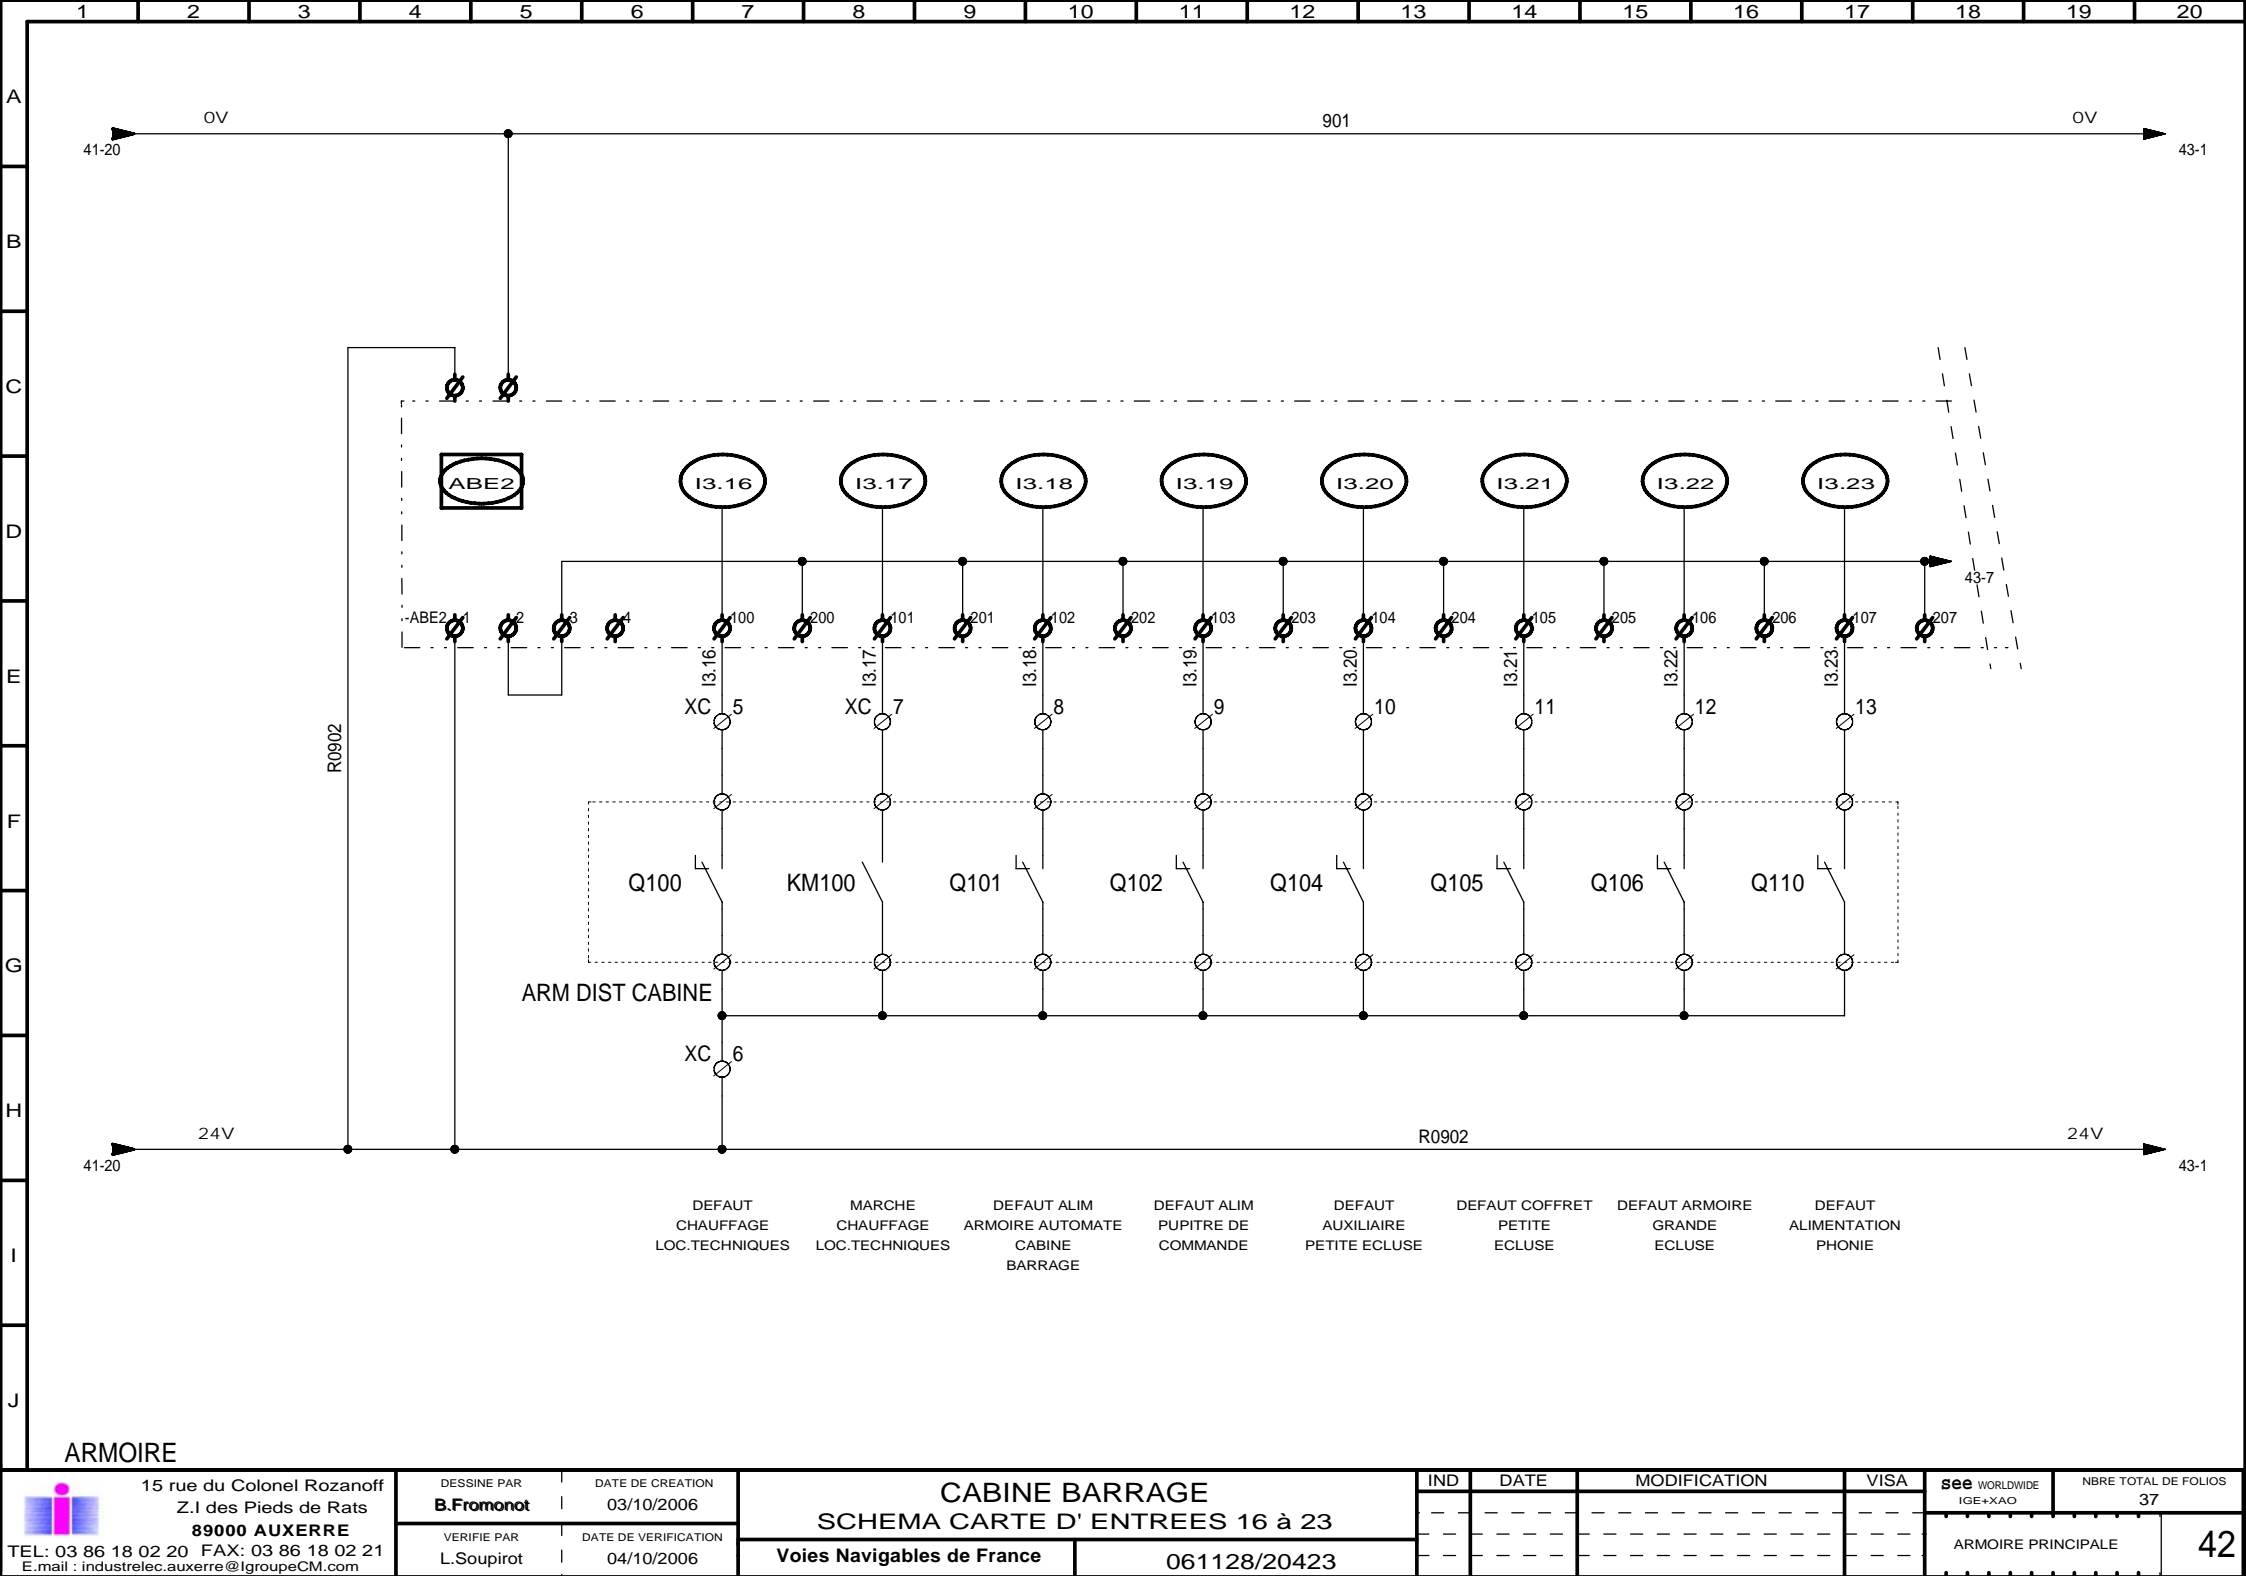 1 2 3 4 5 6 7 8 9 10 11 12 13 14 15 16 17 18 19 20
A
0V 901 0V
41-20 43-1
B
C
ABE2 I3.16 I3.17 I3.18 I3.19 I3.20 I3.21 I3.22 I3.23
D
43-7
-ABE2 1 2 3 4 100 200 101 201 102 202 103 203 104 204 105 205 106 206 107 207
I3.16 I3.17 I3.18 I3.19 I3.20 I3.21 I3.22 I3.23
E
XC 5 XC 7 8 9 10 11 12 13
R0902
F
Q100 KM100 Q101 Q102 Q104 Q105 Q106 Q110
G
ARM DIST CABINE
XC 6
H
24V R0902 24V
41-20 43-1
DEFAUT
CHAUFFAGE
LOC.TECHNIQUES
MARCHE
CHAUFFAGE
LOC.TECHNIQUES
DEFAUT ALIM
ARMOIRE AUTOMATE
CABINE
BARRAGE
DEFAUT ALIM
PUPITRE DE
COMMANDE
DEFAUT
AUXILIAIRE
PETITE ECLUSE
DEFAUT COFFRET
PETITE
ECLUSE
DEFAUT ARMOIRE
GRANDE
ECLUSE
DEFAUT
ALIMENTATION
PHONIE
I
J
ARMOIRE
15 rue du Colonel Rozanoff
Z.I des Pieds de Rats
89000 AUXERRE
TEL: 03 86 18 02 20 FAX: 03 86 18 02 21
E.mail : industrelec.auxerre@IgroupeCM.com
DESSINE PAR
B.Fromonot
DATE DE CREATION
03/10/2006
VERIFIE PAR
L.Soupirot
DATE DE VERIFICATION
04/10/2006
CABINE BARRAGE
SCHEMA CARTE D' ENTREES 16 à 23
Voies Navigables de France
061128/20423
IND DATE MODIFICATION VISA
see WORLDWIDE
IGE+XAO
NBRE TOTAL DE FOLIOS
37
ARMOIRE PRINCIPALE
42